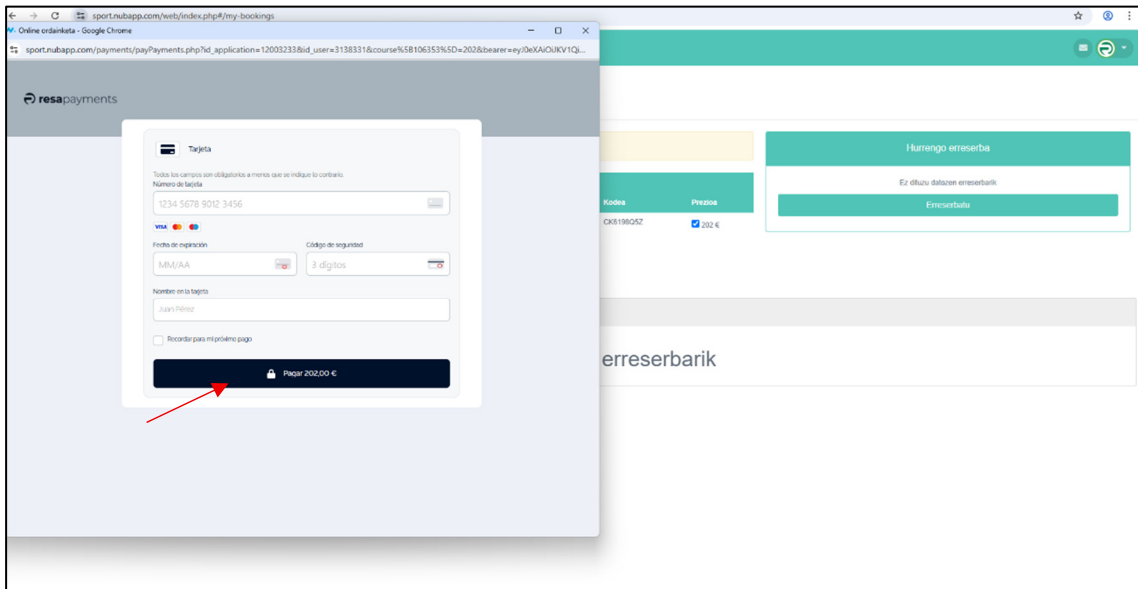 sport.nubapp.com/web/index.php#/my-bookings
Online ordainketa - Google Chrome
sport.nubapp.com/payments/payPayments.php?id_application=12003233&id_user=3138331&course%5B106353%5D=202&bearer=eyJ0eXAiOiJKV1Qi...
resapayments
Tarjeta
Todos los campos son obligatorios a menos que se indique lo contrario.
Número de tarjeta
1234 5678 9012 3456
VISA
Fecha de expiración Código de seguridad
MM/AA 3 dígitos
Nombre en la tarjeta
Juan Pérez
Recordar para mi próximo pago
Pagar 202,00 €
Hurrengo erreserba
Ez dituzu datazen erreserbarik
Erreserbatu
Kodea Prezioa
CK6198Q5Z 202 €
erreserbarik